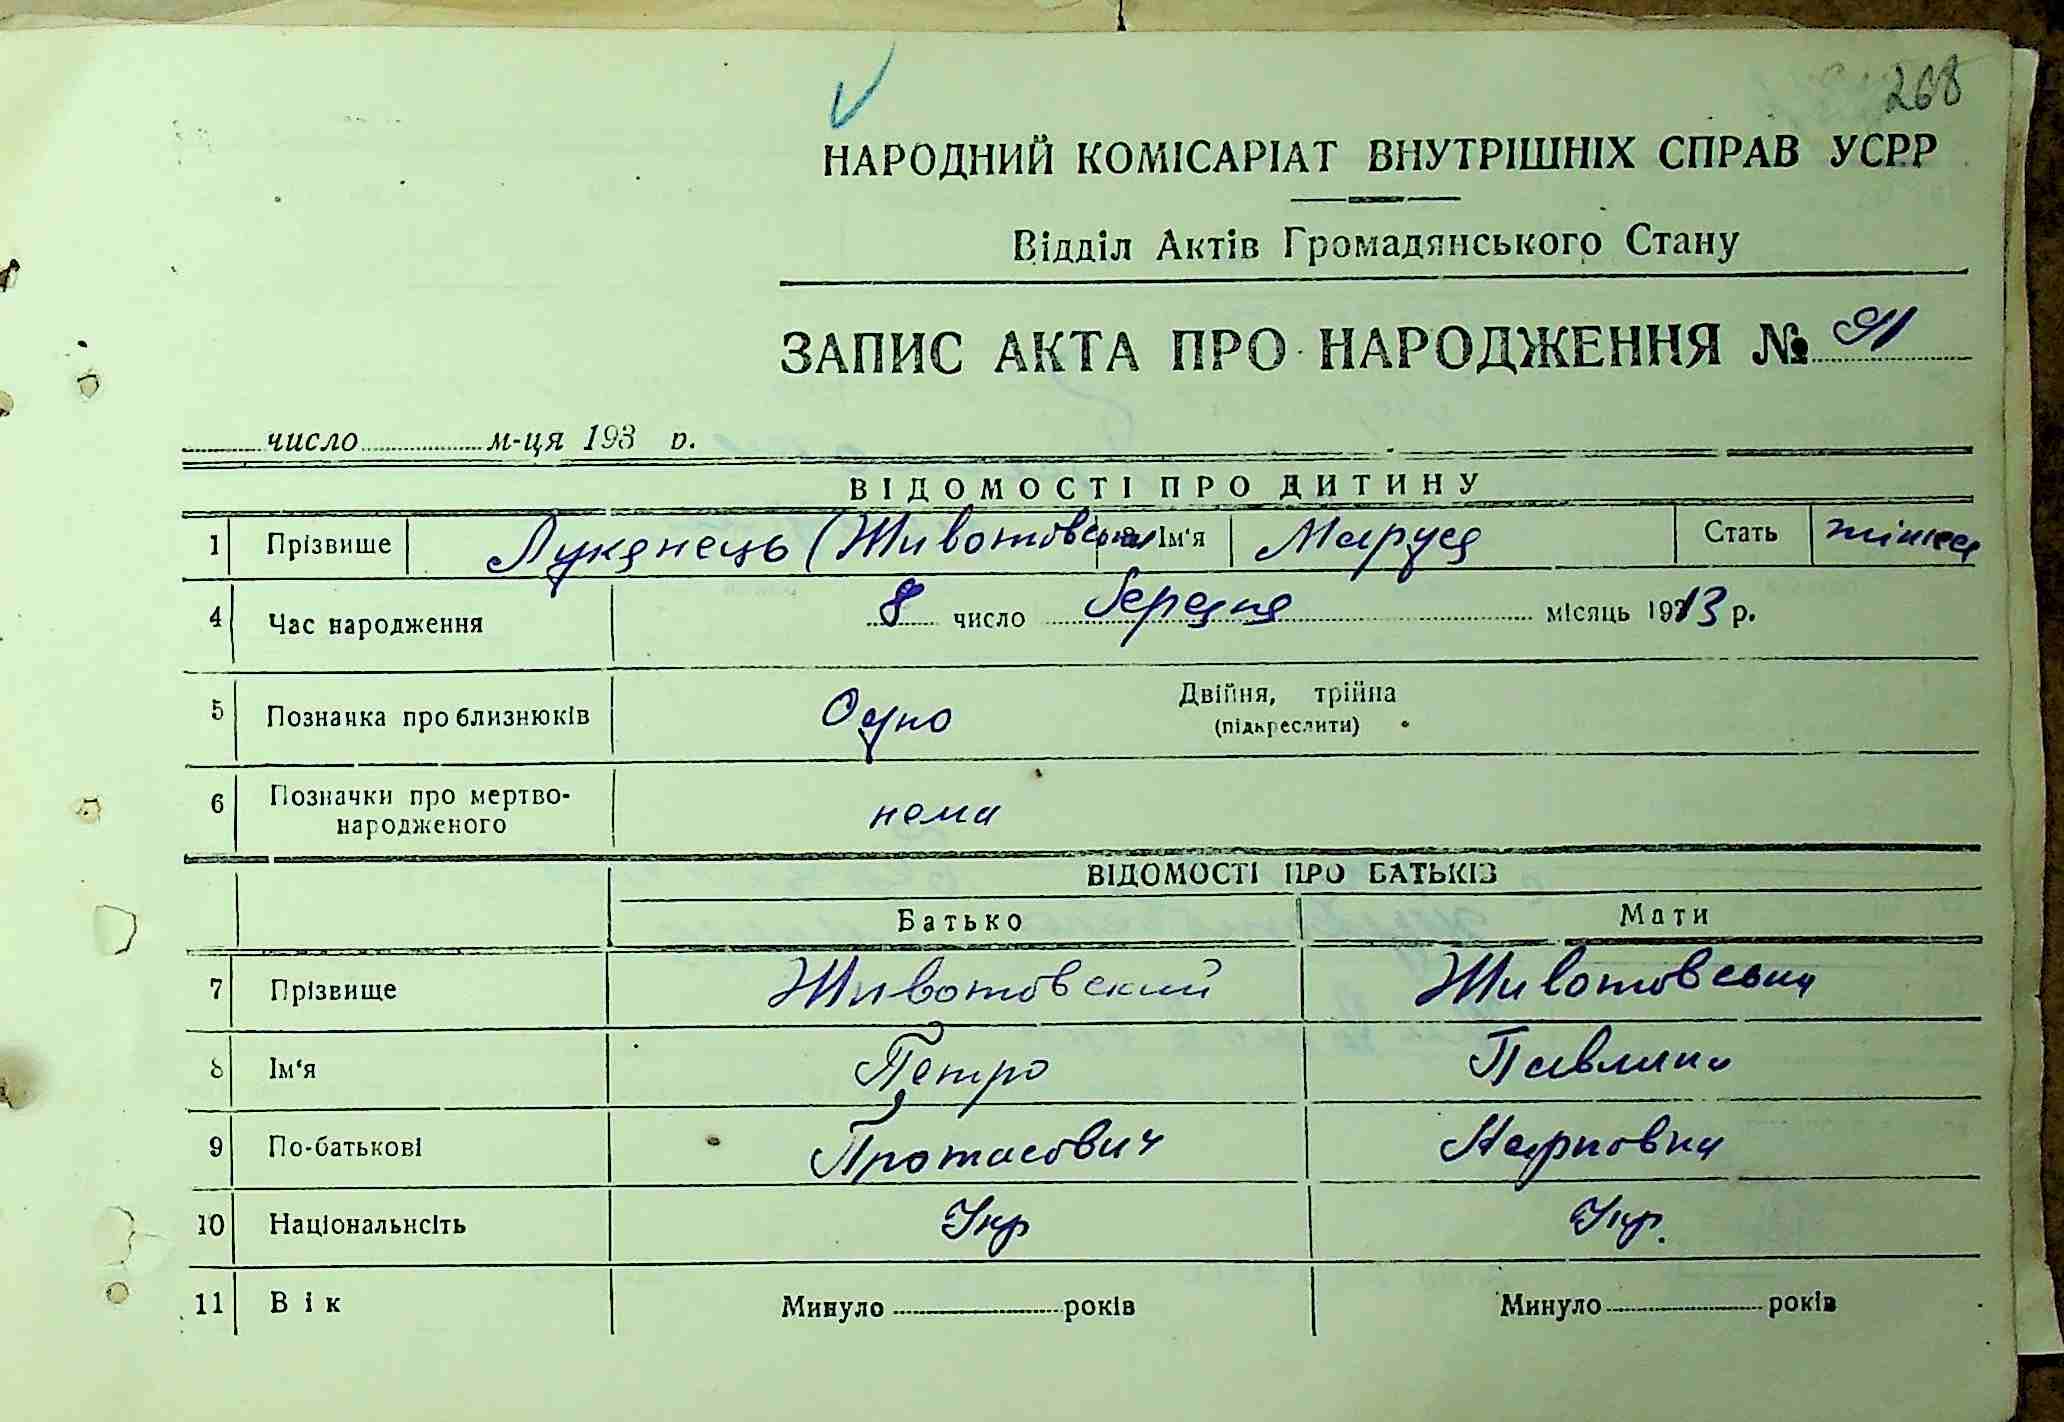 268
НАРОДНИЙ КОМІСАРІАТ ВНУТРІШНІХ СПРАВ УСРР
Відділ Актів Громадянського Стану
ЗАПИС АКТА ПРО НАРОДЖЕННЯ № 91
число м-ця 193 р.
ВІДОМОСТІ ПРО ДИТИНУ
1 Прізвище Лукянець (Животовська Ім'я Маруся Стать жіноча
4 Час народження 8 число березня місяць 1913 р.
5 Позначка про близнюків Одно Двійня, трійня
(підкреслити)
6 Позначки про мертво-
народженого нема
ВІДОМОСТІ ПРО БАТЬКІВ
Батько Мати
7 Прізвище Животовский Животовська
8 Ім'я Петро Павлина
9 По-батькові Протасович Карповна
10 Національність Укр Укр.
11 Вік Минуло років Минуло років